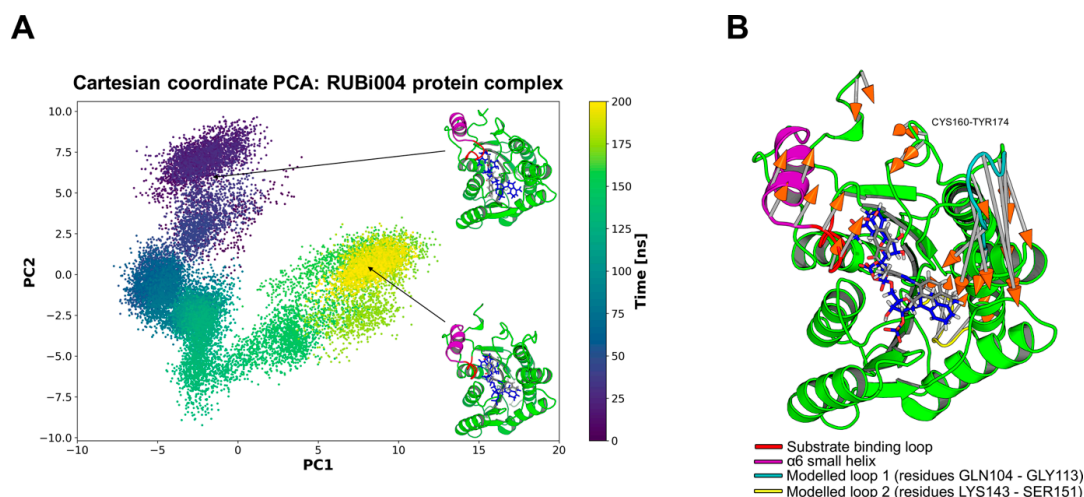 A
B
Cartesian coordinate PCA: RUBi004 protein complex
10.0
7.5
5.0
2.5
0.0
−2.5
−5.0
−7.5
−10.0
PC2
−10
−5
0
5
10
15
20
PC1
200
175
150
125
100
75
50
25
0
Time [ns]
CYS160-TYR174
Substrate binding loop
α6 small helix
Modelled loop 1 (residues GLN104 - GLY113)
Modelled loop 2 (residues LYS143 - SER151)